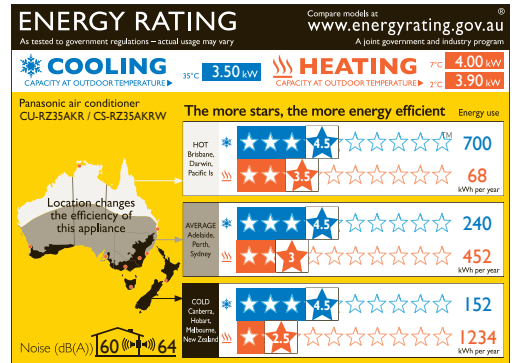 ENERGY RATING
As tested to government regulations – actual usage may vary
Compare models at
www.energyrating.gov.au
®
A joint government and industry program
COOLING
CAPACITY AT OUTDOOR TEMPERATURE
35°C 3.50 kW
HEATING
CAPACITY AT OUTDOOR TEMPERATURE
7°C 4.00 kW
2°C 3.90 kW
Panasonic air conditioner
CU-RZ35AKR / CS-RZ35AKRW
The more stars, the more energy efficient
Energy use
HOT
Brisbane,
Darwin,
Pacific Is
4.5
TM
700
3.5
68
kWh per year
Location changes
the efficiency of
this appliance
AVERAGE
Adelaide,
Perth,
Sydney
4.5
240
3
452
kWh per year
COLD
Canberra,
Hobart,
Melbourne,
New Zealand
4.5
152
2.5
1234
kWh per year
Noise (dB(A)) 60 64